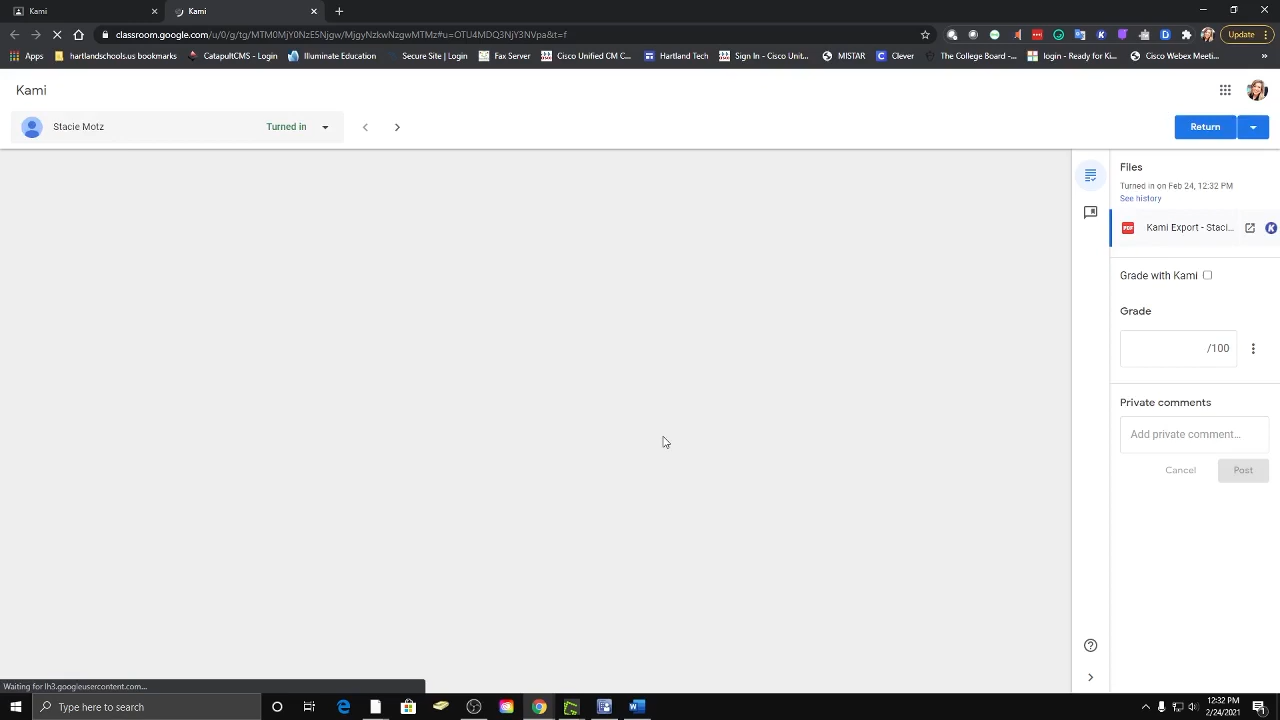 Kami
Kami
classroom.google.com/u/0/g/tg/MTM0MjY0NzE5Njgw/MjgyNzkwNzgwMTMz#u=OTU4MDQ3NjY3NVpa&t=f
Update
Apps
hartlandschools.us bookmarks
CatapultCMS - Login
Illuminate Education
Secure Site | Login
Fax Server
Cisco Unified CM C...
Hartland Tech
Sign In - Cisco Unit...
MISTAR
Clever
The College Board -...
login - Ready for Ki...
Cisco Webex Meeti...
»
Kami
Stacie Motz
Turned in
Return
Files
Turned in on Feb 24, 12:32 PM
See history
PDF
Kami Export - Staci...
K
Grade with Kami
Grade
/100
Private comments
Add private comment...
Cancel
Post
Waiting for lh3.googleusercontent.com...
Type here to search
12:32 PM
2/24/2021